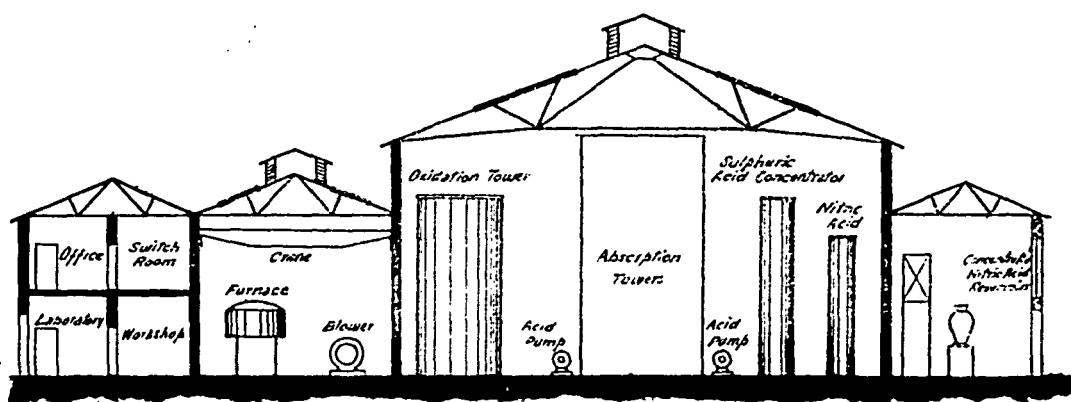 Office
Switch
Room
Laboratory
Workshop
Crane
Furnace
Blower
Oxidation Tower
Acid
Pump
Absorption
Towers
Acid
Pump
Sulphuric
Acid Concentrator
Nitric
Acid
Nitric Acid
Reservoir